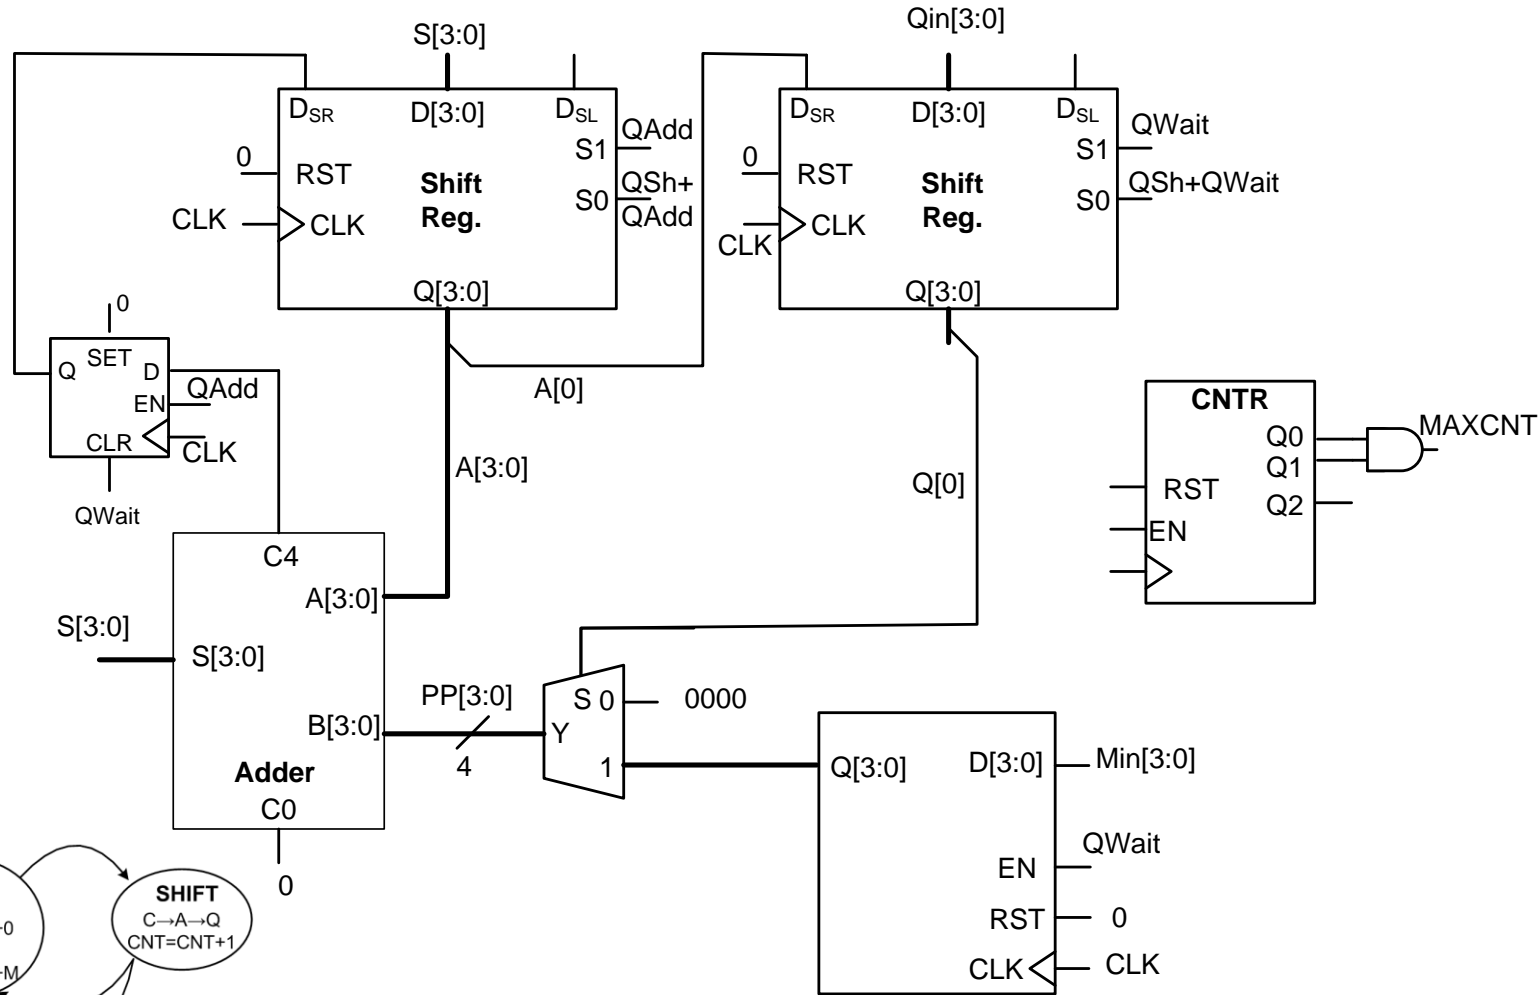 S[3:0]
Qin[3:0]
DSR
D[3:0]
DSL
S1
QAdd
RST
0
Shift
Reg.
S0
QSh+
QAdd
CLK
CLK
Q[3:0]
DSR
D[3:0]
DSL
S1
QWait
0
RST
Shift
Reg.
S0
QSh+QWait
CLK
CLK
Q[3:0]
0
SET
Q
D
EN
QAdd
CLR
CLK
QWait
A[0]
A[3:0]
Q[0]
CNTR
Q0
Q1
Q2
RST
EN
MAXCNT
C4
A[3:0]
S[3:0]
S[3:0]
B[3:0]
Adder
C0
0
PP[3:0]
4
S
0
0000
Y
1
Q[3:0]
D[3:0]
Min[3:0]
EN
QWait
RST
0
CLK
CLK
SHIFT
C→A→Q
CNT=CNT+1